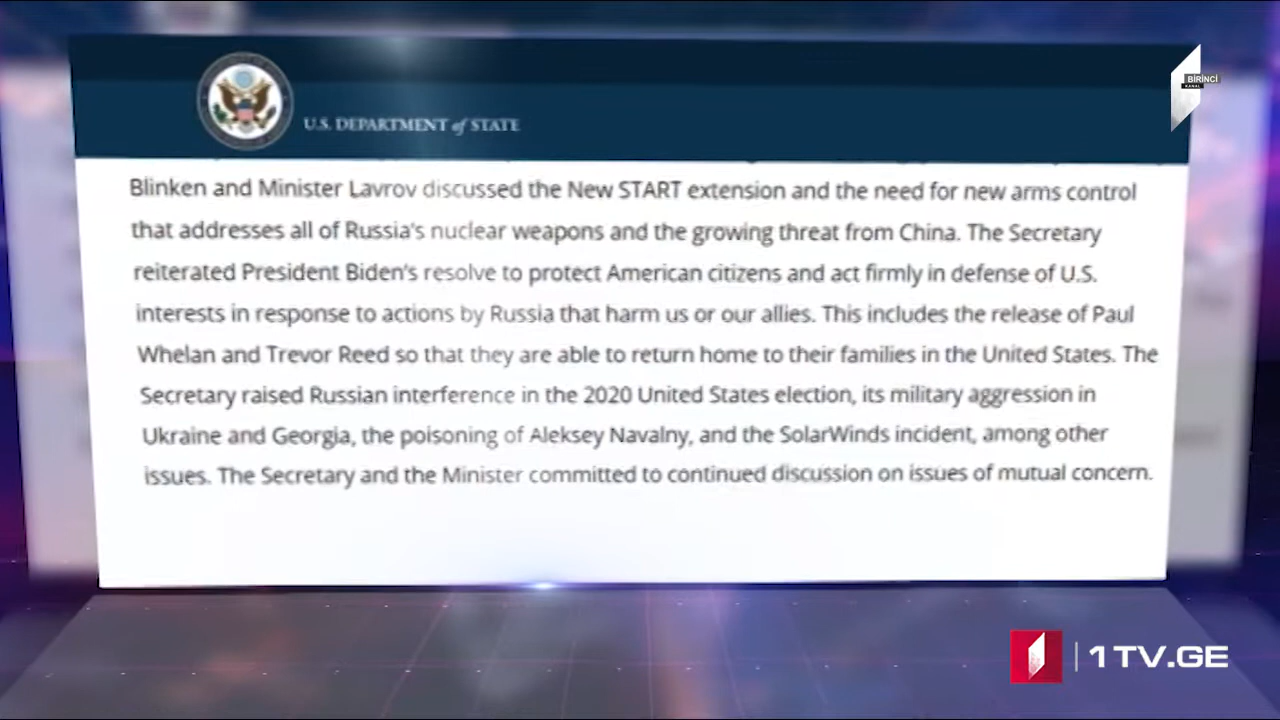 BİRİNCİ
KANAL
U.S. DEPARTMENT of STATE
Blinken and Minister Lavrov discussed the New START extension and the need for new arms control
that addresses all of Russia's nuclear weapons and the growing threat from China. The Secretary
reiterated President Biden's resolve to protect American citizens and act firmly in defense of U.S.
interests in response to actions by Russia that harm us or our allies. This includes the release of Paul
Whelan and Trevor Reed so that they are able to return home to their families in the United States. The
Secretary raised Russian interference in the 2020 United States election, its military aggression in
Ukraine and Georgia, the poisoning of Aleksey Navalny, and the SolarWinds incident, among other
issues. The Secretary and the Minister committed to continued discussion on issues of mutual concern.
1TV.GE